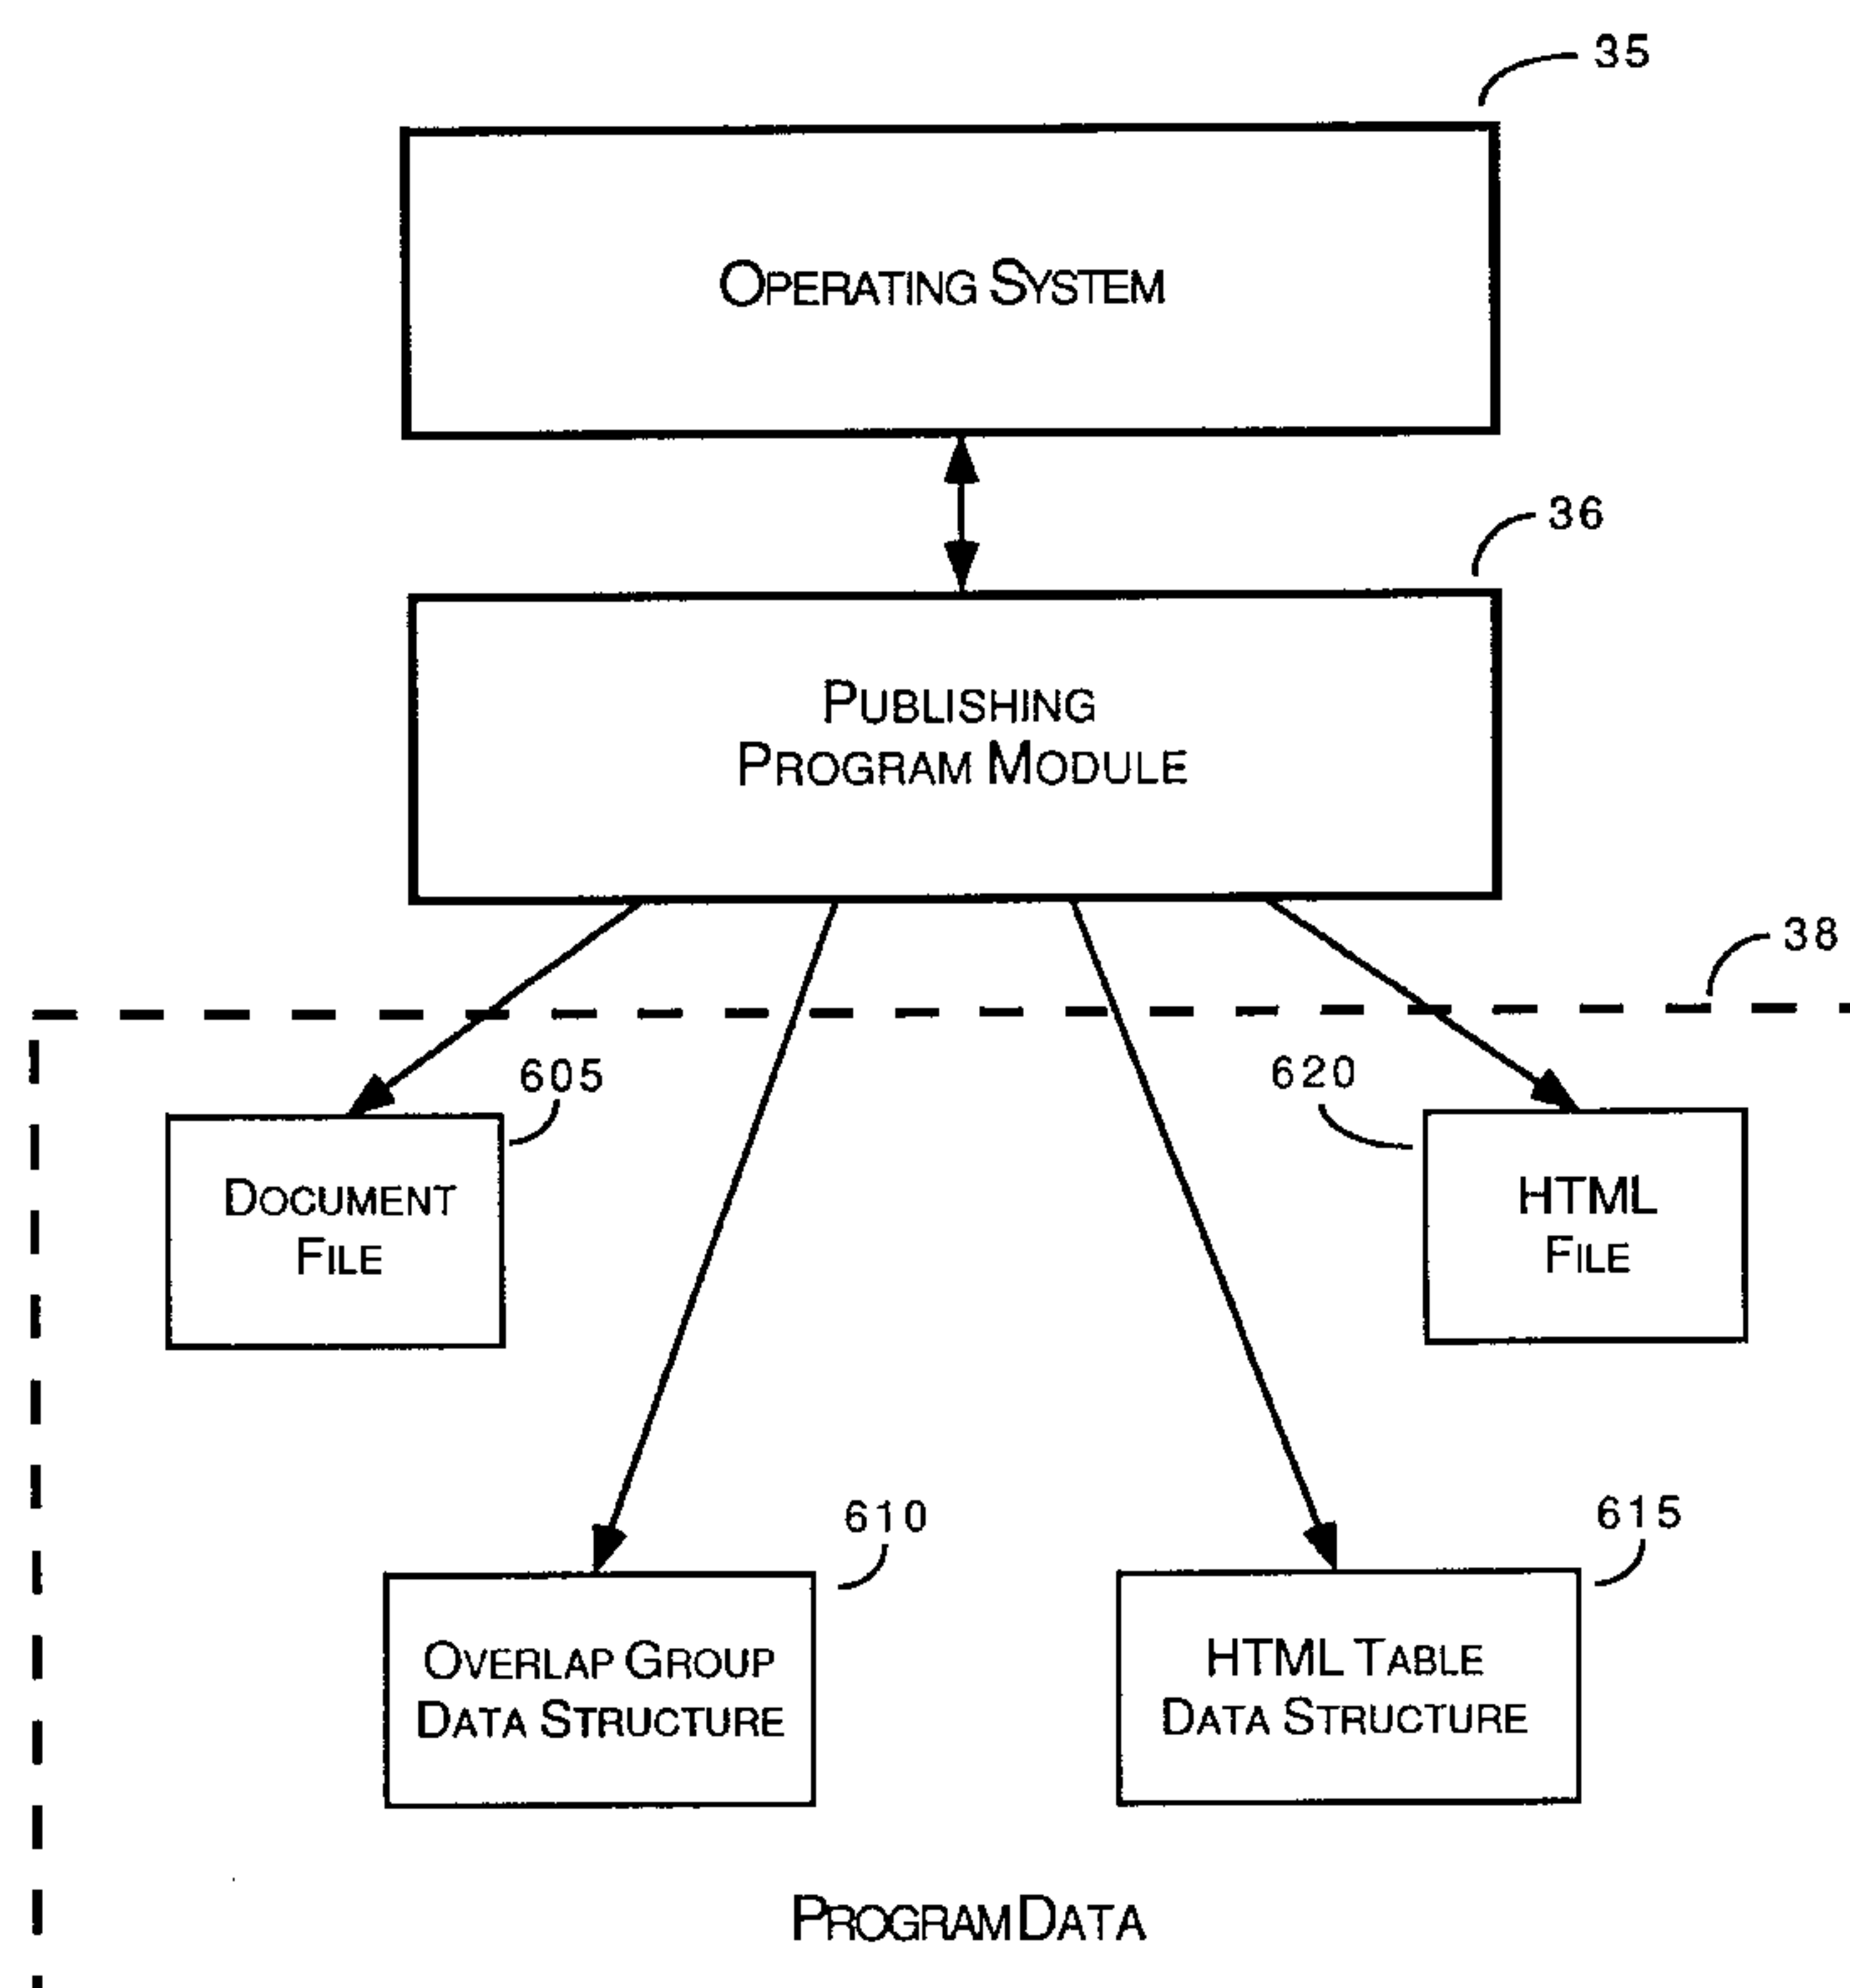 35
OPERATING SYSTEM
36
PUBLISHING
PROGRAM MODULE
38
605
620
DOCUMENT
FILE
HTML
FILE
610
615
OVERLAP GROUP
DATA STRUCTURE
HTML TABLE
DATA STRUCTURE
PROGRAM DATA